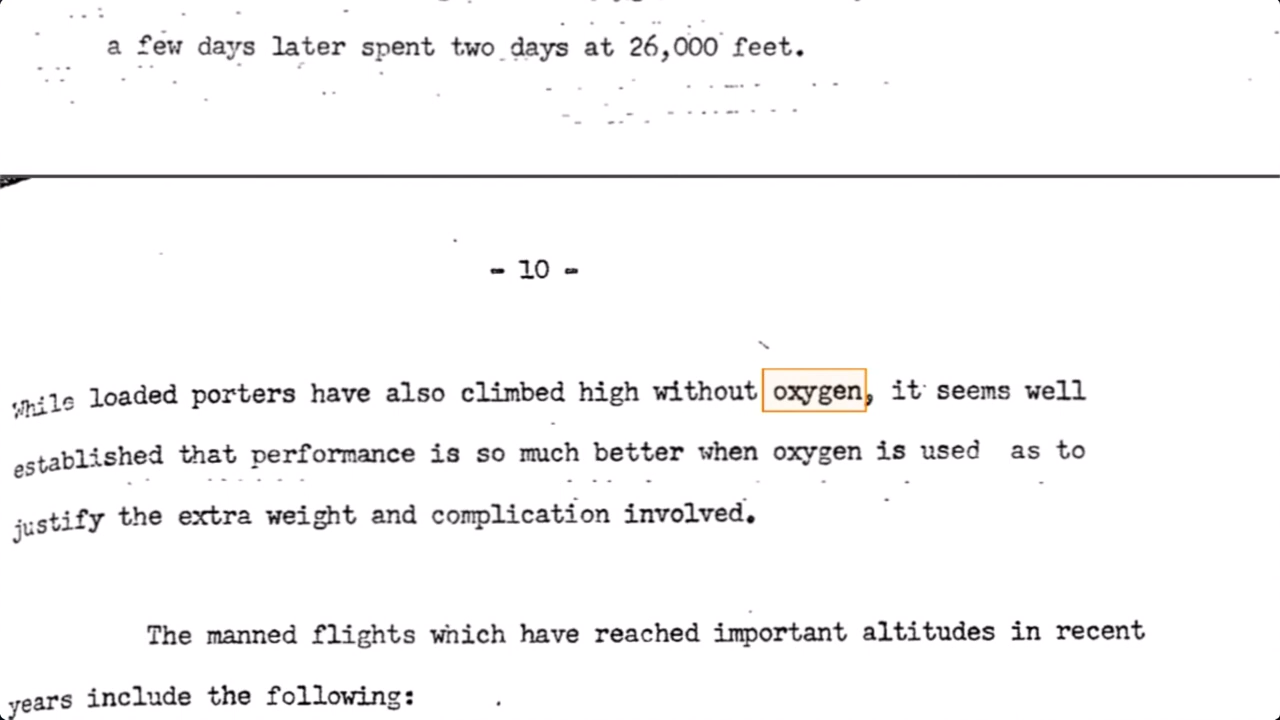 a few days later spent two days at 26,000 feet.
- 10 -
While loaded porters have also climbed high without oxygen, it seems well
established that performance is so much better when oxygen is used as to
justify the extra weight and complication involved.
The manned flights which have reached important altitudes in recent
years include the following: